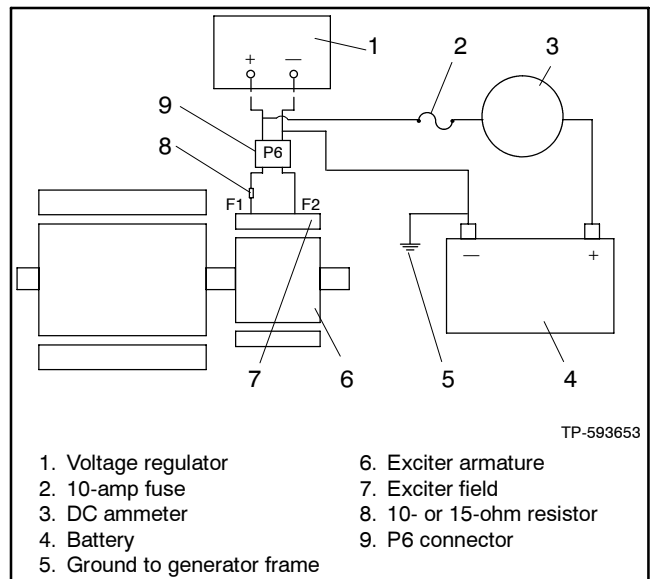 1
2
3
+ —
9
P6
8
F1 F2
— +
7
6
5
4
TP-593653
1. Voltage regulator
2. 10-amp fuse
3. DC ammeter
4. Battery
5. Ground to generator frame
6. Exciter armature
7. Exciter field
8. 10- or 15-ohm resistor
9. P6 connector